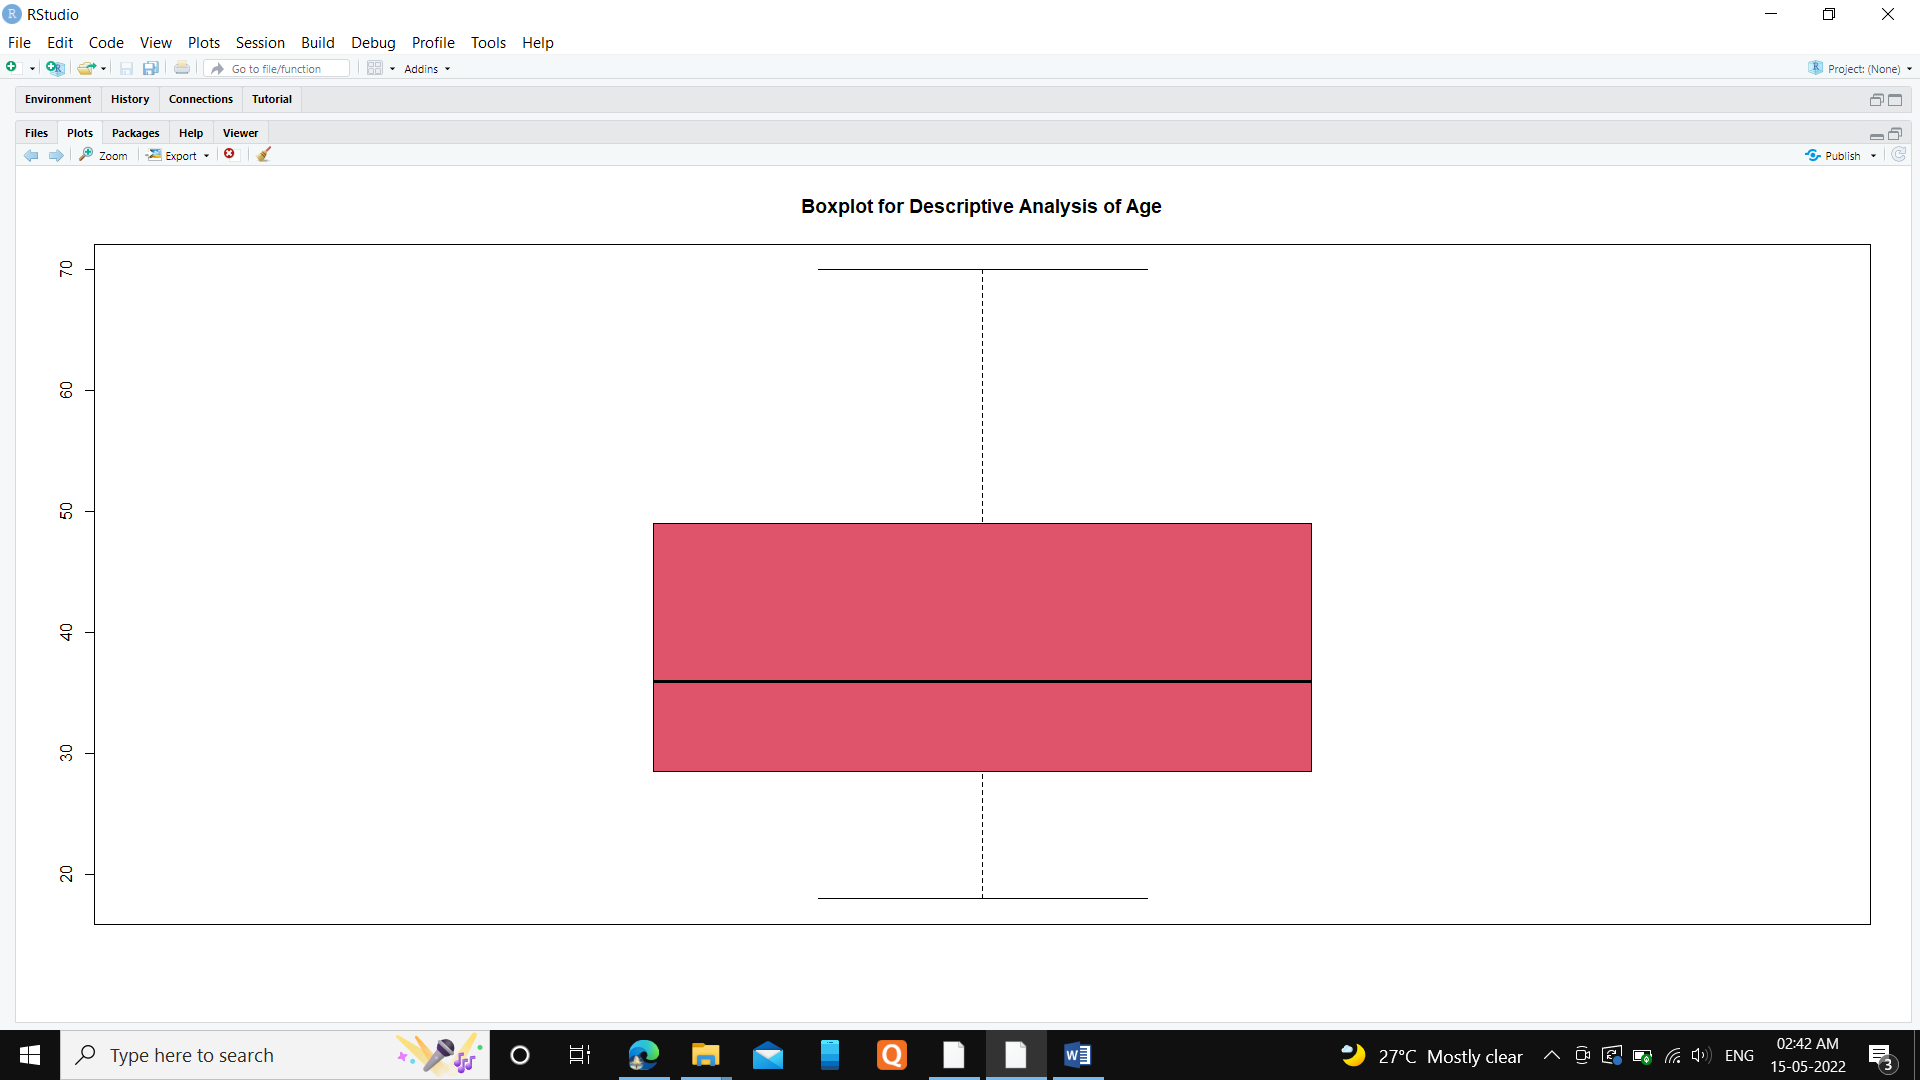 RStudio
File Edit Code View Plots Session Build Debug Profile Tools Help
Go to file/function Addins Project: (None)
Environment History Connections Tutorial
Files Plots Packages Help Viewer
Zoom Export Publish
Boxplot for Descriptive Analysis of Age
70
60
50
40
30
20
Type here to search
Q
W
27°C Mostly clear
ENG
02:42 AM
15-05-2022
3